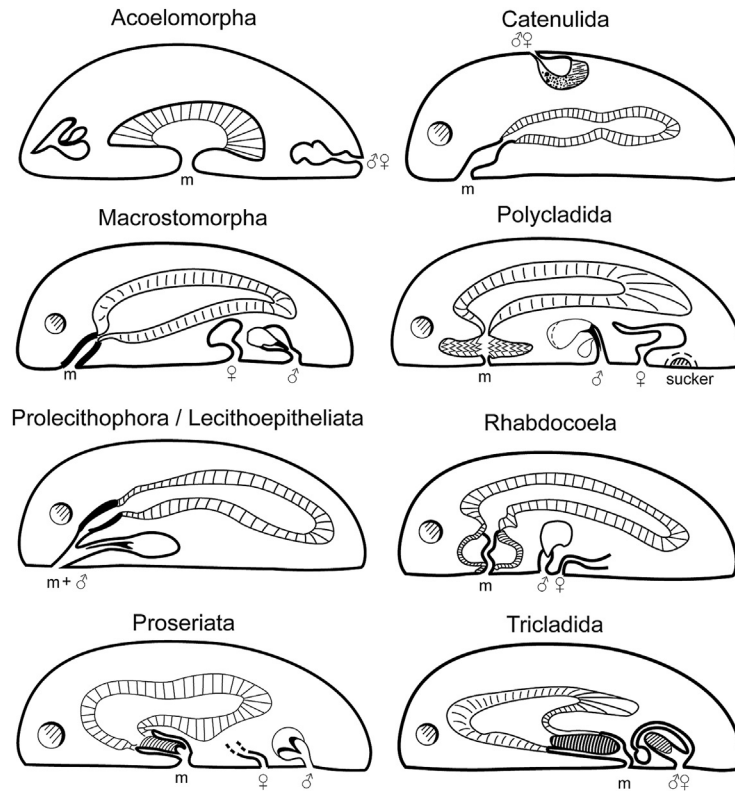 Acoelomorpha
♂♀
m
Catenulida
♂♀
m
Macrostomorpha
m
♀
♂
Polycladida
m
♂
♀
sucker
Prolecithophora / Lecithoepitheliata
m + ♂
Rhabdocoela
m
♂ ♀
Proseriata
m
♀
♂
Tricladida
m
♂♀